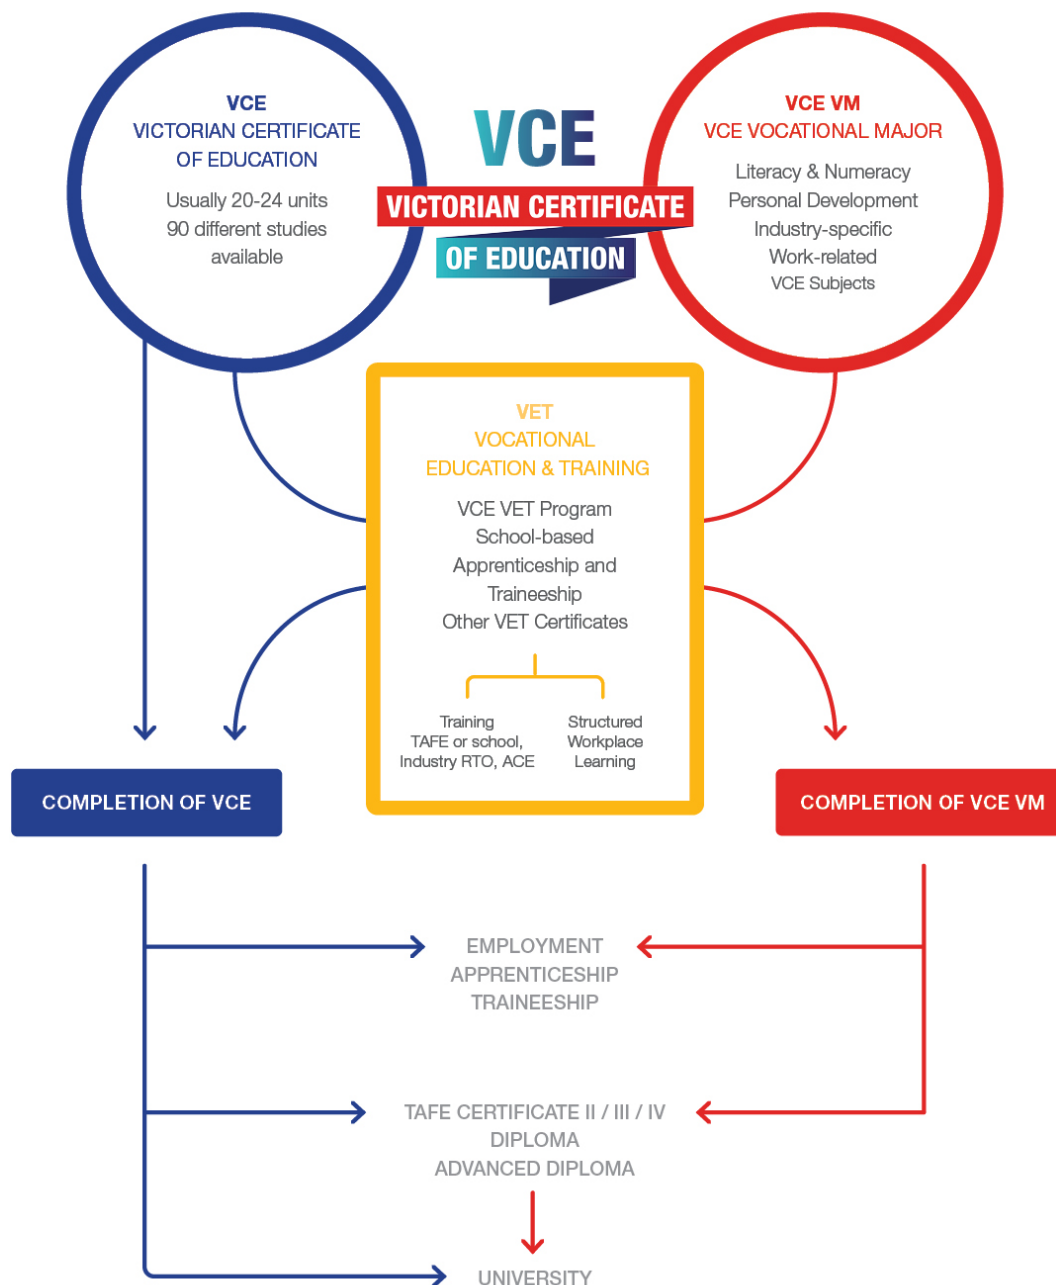 VCE
VICTORIAN CERTIFICATE
OF EDUCATION
Usually 20-24 units
90 different studies
available
VCE
VICTORIAN CERTIFICATE
OF EDUCATION
VCE VM
VCE VOCATIONAL MAJOR
Literacy & Numeracy
Personal Development
Industry-specific
Work-related
VCE Subjects
VET
VOCATIONAL
EDUCATION & TRAINING
VCE VET Program
School-based
Apprenticeship and
Traineeship
Other VET Certificates
Training
TAFE or school,
Industry RTO, ACE
Structured
Workplace
Learning
COMPLETION OF VCE
COMPLETION OF VCE VM
EMPLOYMENT
APPRENTICESHIP
TRAINEESHIP
TAFE CERTIFICATE II / III / IV
DIPLOMA
ADVANCED DIPLOMA
UNIVERSITY